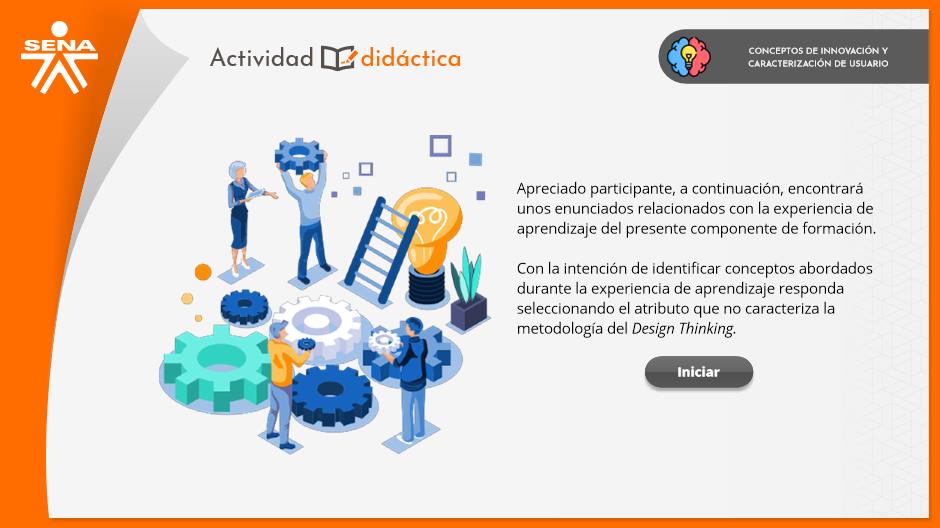 SENA
Actividad didáctica
CONCEPTOS DE INNOVACIÓN Y
CARACTERIZACIÓN DE USUARIO
Apreciado participante, a continuación, encontrará
unos enunciados relacionados con la experiencia de
aprendizaje del presente componente de formación.
Con la intención de identificar conceptos abordados
durante la experiencia de aprendizaje responda
seleccionando el atributo que no caracteriza la
metodología del Design Thinking.
Iniciar